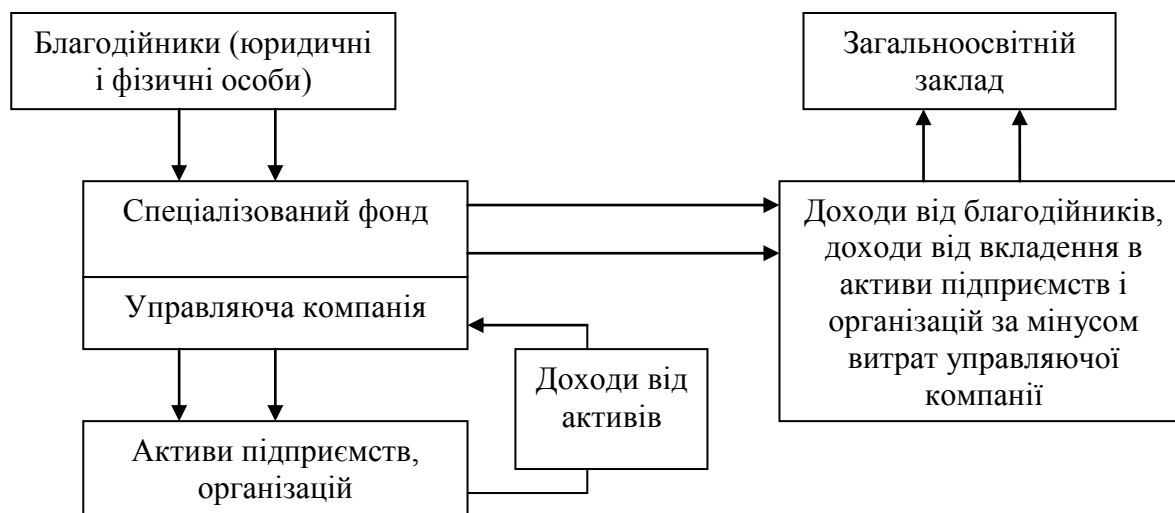 Благодійники (юридичні
і фізичні особи)
Загальноосвітній
заклад
Спеціалізований фонд
Управляюча компанія
Доходи від благодійників,
доходи від вкладення в
активи підприємств і
організацій за мінусом
витрат управляючої
компанії
Доходи від
активів
Активи підприємств,
організацій